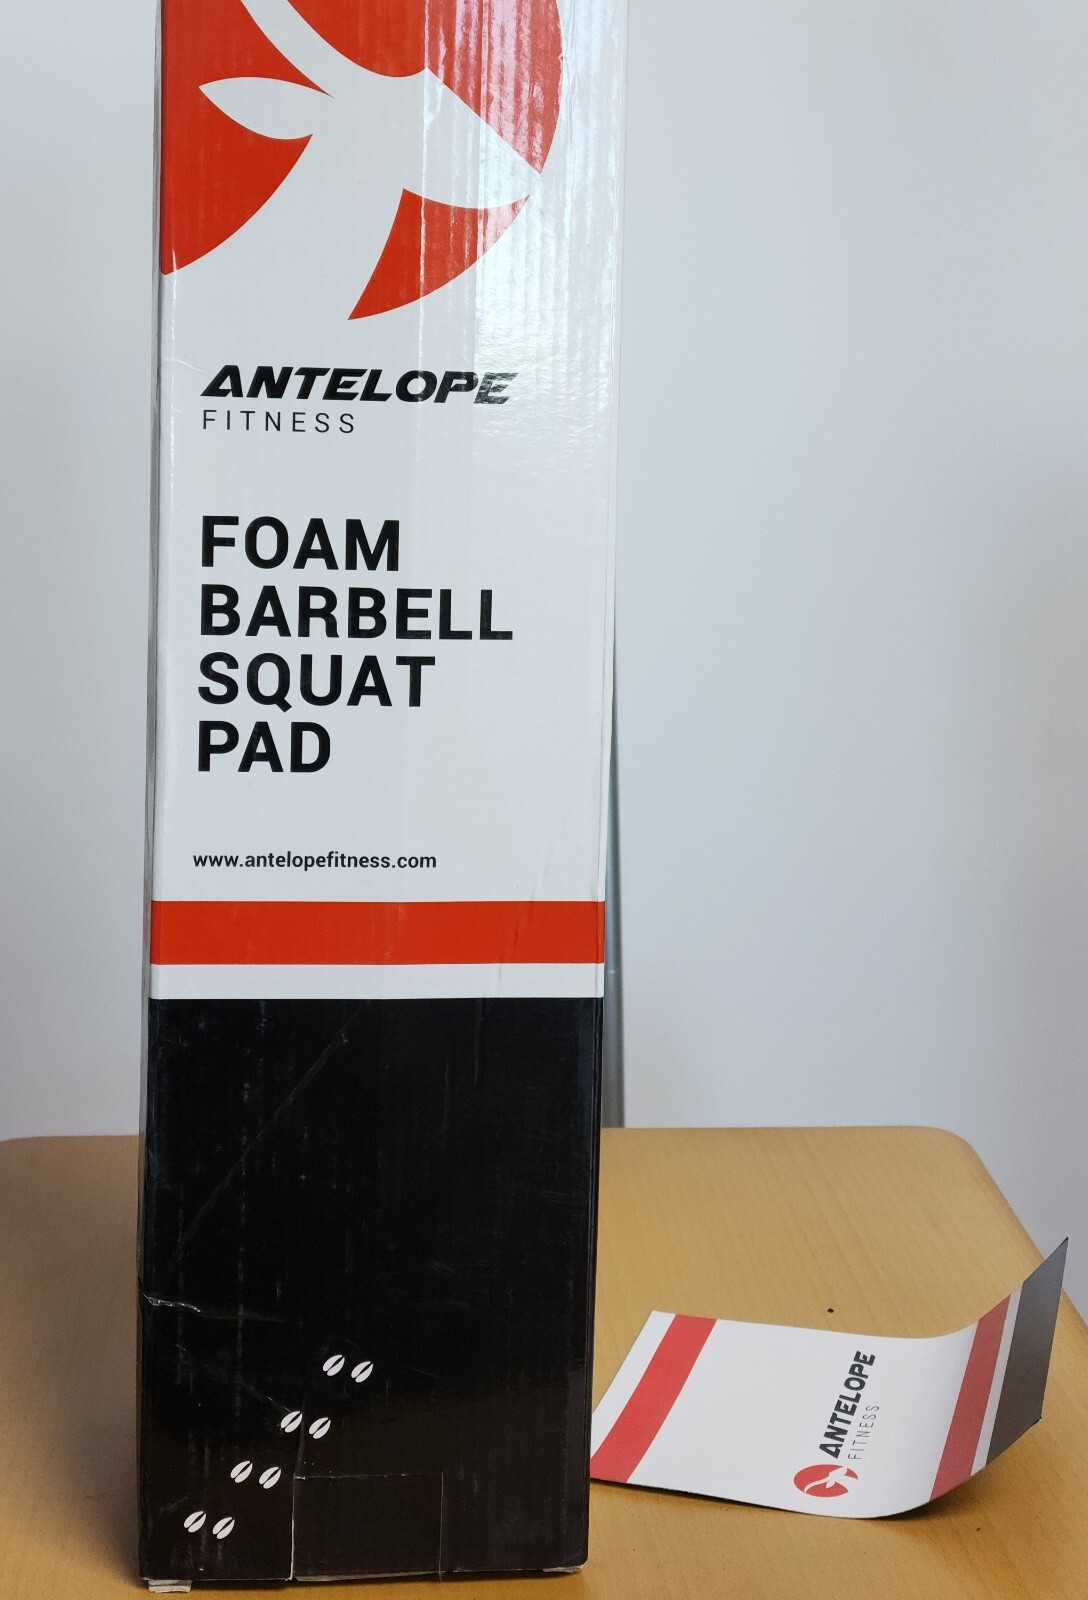 ANTELOPE
FITNESS
FOAM
BARBELL
SQUAT
PAD
www.antelopefitness.com
ANTELOPE
FITNESS